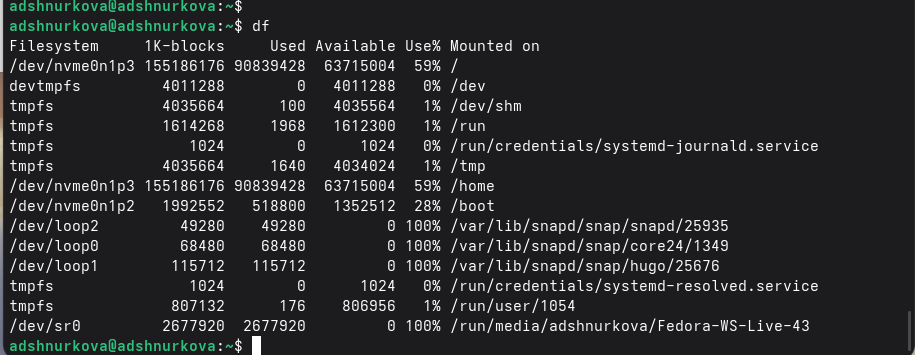 adshnurkova@adshnurkova:~$
adshnurkova@adshnurkova:~$ df
Filesystem     1K-blocks     Used Available Use% Mounted on
/dev/nvme0n1p3 155186176 90839428  63715004  59% /
devtmpfs         4011288        0   4011288   0% /dev
tmpfs            4035664      100   4035564   1% /dev/shm
tmpfs            1614268     1968   1612300   1% /run
tmpfs               1024        0      1024   0% /run/credentials/systemd-journald.service
tmpfs            4035664     1640   4034024   1% /tmp
/dev/nvme0n1p3 155186176 90839428  63715004  59% /home
/dev/nvme0n1p2   1992552   518800   1352512  28% /boot
/dev/loop2         49280    49280         0 100% /var/lib/snapd/snap/snapd/25935
/dev/loop0         68480    68480         0 100% /var/lib/snapd/snap/core24/1349
/dev/loop1        115712   115712         0 100% /var/lib/snapd/snap/hugo/25676
tmpfs               1024        0      1024   0% /run/credentials/systemd-resolved.service
tmpfs             807132      176    806956   1% /run/user/1054
/dev/sr0         2677920  2677920         0 100% /run/media/adshnurkova/Fedora-WS-Live-43
adshnurkova@adshnurkova:~$